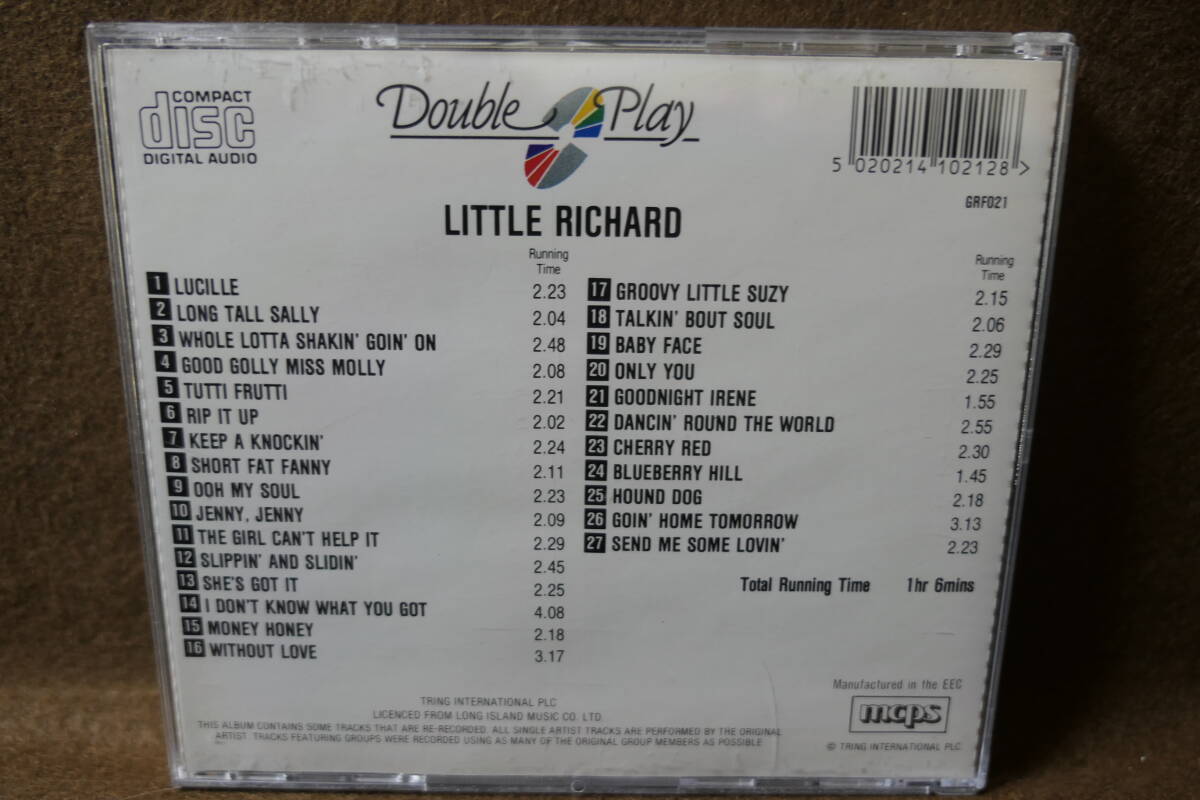 COMPACT
disc
DIGITAL AUDIO
Double Play
5 020214 102128 >
GRF021
LITTLE RICHARD
Running
Time
1 LUCILLE 2.23
2 LONG TALL SALLY 2.04
3 WHOLE LOTTA SHAKIN' GOIN' ON 2.48
4 GOOD GOLLY MISS MOLLY 2.08
5 TUTTI FRUTTI 2.21
6 RIP IT UP 2.02
7 KEEP A KNOCKIN' 2.24
8 SHORT FAT FANNY 2.11
9 OOH MY SOUL 2.23
10 JENNY, JENNY 2.09
11 THE GIRL CAN'T HELP IT 2.29
12 SLIPPIN' AND SLIDIN' 2.45
13 SHE'S GOT IT 2.25
14 I DON'T KNOW WHAT YOU GOT 4.08
15 MONEY HONEY 2.18
16 WITHOUT LOVE 3.17
Running
Time
17 GROOVY LITTLE SUZY 2.15
18 TALKIN' BOUT SOUL 2.06
19 BABY FACE 2.29
20 ONLY YOU 2.25
21 GOODNIGHT IRENE 1.55
22 DANCIN' ROUND THE WORLD 2.55
23 CHERRY RED 2.30
24 BLUEBERRY HILL 1.45
25 HOUND DOG 2.18
26 GOIN' HOME TOMORROW 3.13
27 SEND ME SOME LOVIN' 2.23
Total Running Time 1hr 6mins
TRING INTERNATIONAL PLC
LICENCED FROM LONG ISLAND MUSIC CO. LTD.
THIS ALBUM CONTAINS SOME TRACKS THAT ARE RE-RECORDED. ALL SINGLE ARTIST TRACKS ARE PERFORMED BY THE ORIGINAL
ARTIST. TRACKS FEATURING GROUPS WERE RECORDED USING AS MANY OF THE ORIGINAL GROUP MEMBERS AS POSSIBLE
Manufactured in the EEC
mcps
© TRING INTERNATIONAL PLC